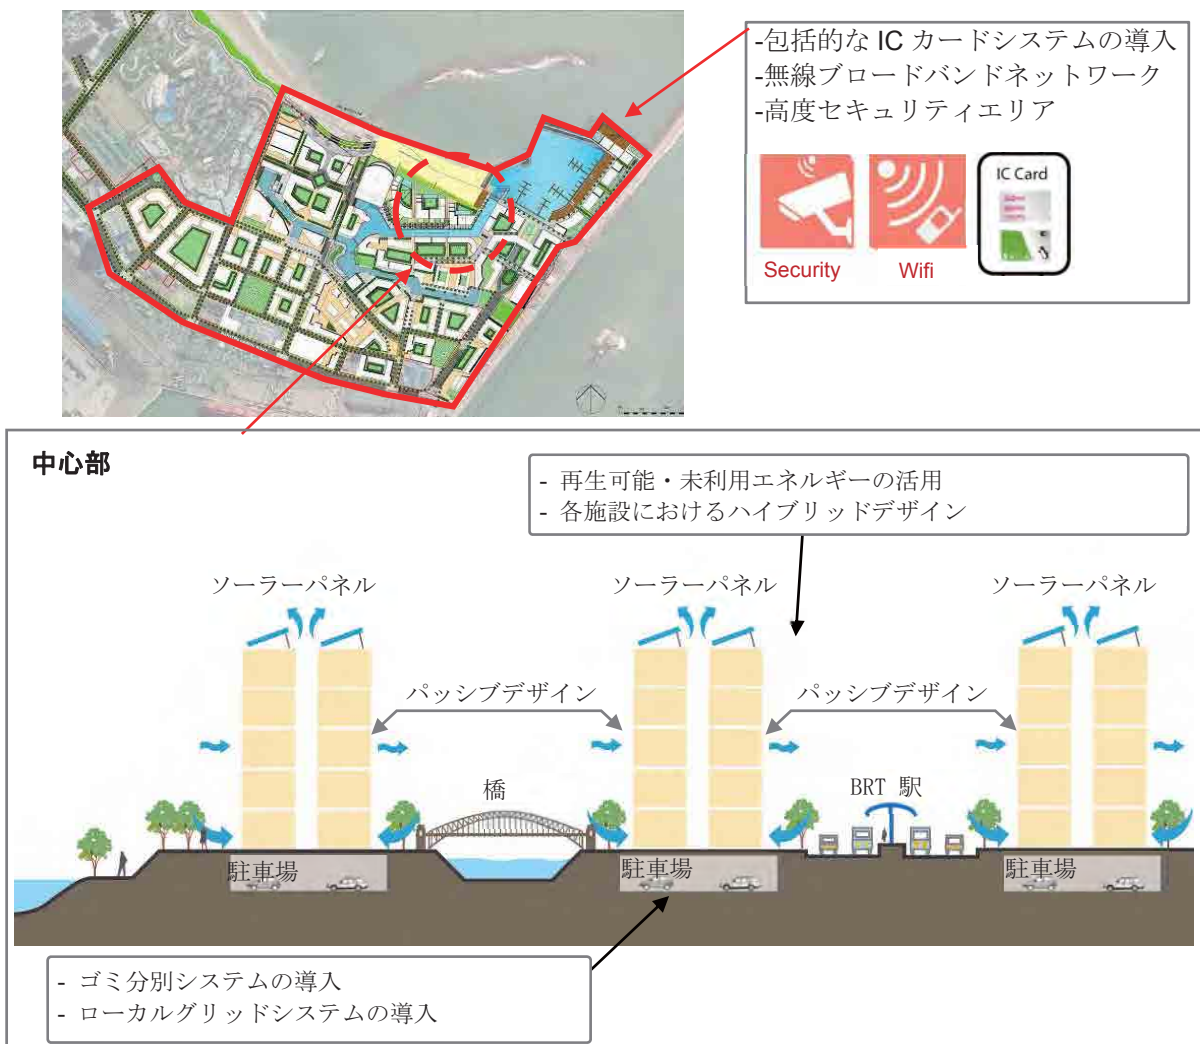 -包括的な IC カードシステムの導入
-無線ブロードバンドネットワーク
-高度セキュリティエリア
IC Card
Security
Wifi
中心部
- 再生可能・未利用エネルギーの活用
- 各施設におけるハイブリッドデザイン
ソーラーパネル
ソーラーパネル
ソーラーパネル
パッシブデザイン
パッシブデザイン
橋
BRT 駅
駐車場
駐車場
駐車場
- ゴミ分別システムの導入
- ローカルグリッドシステムの導入